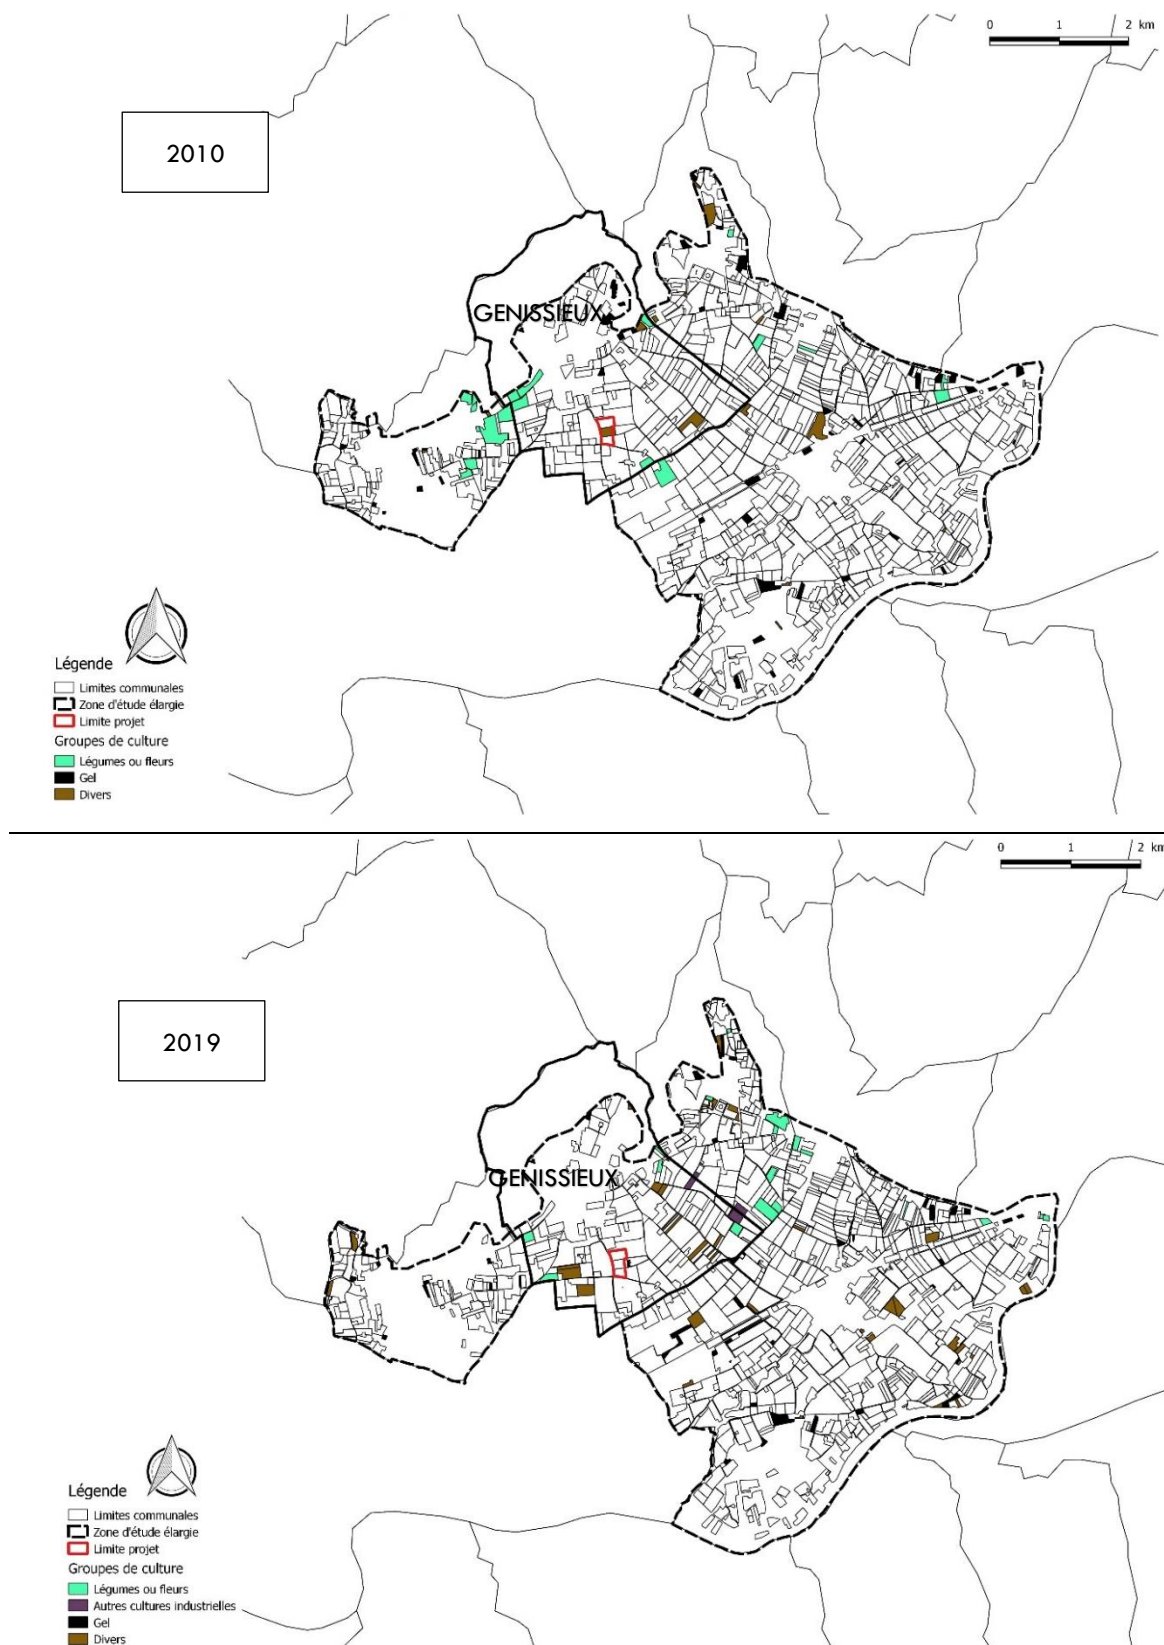 0 1 2 km
2010
GENISSIEUX
Légende
Limites communales
Zone d'étude élargie
Limite projet
Groupes de culture
Légumes ou fleurs
Gel
Divers
0 1 2 km
2019
GENISSIEUX
Légende
Limites communales
Zone d'étude élargie
Limite projet
Groupes de culture
Légumes ou fleurs
Autres cultures industrielles
Gel
Divers